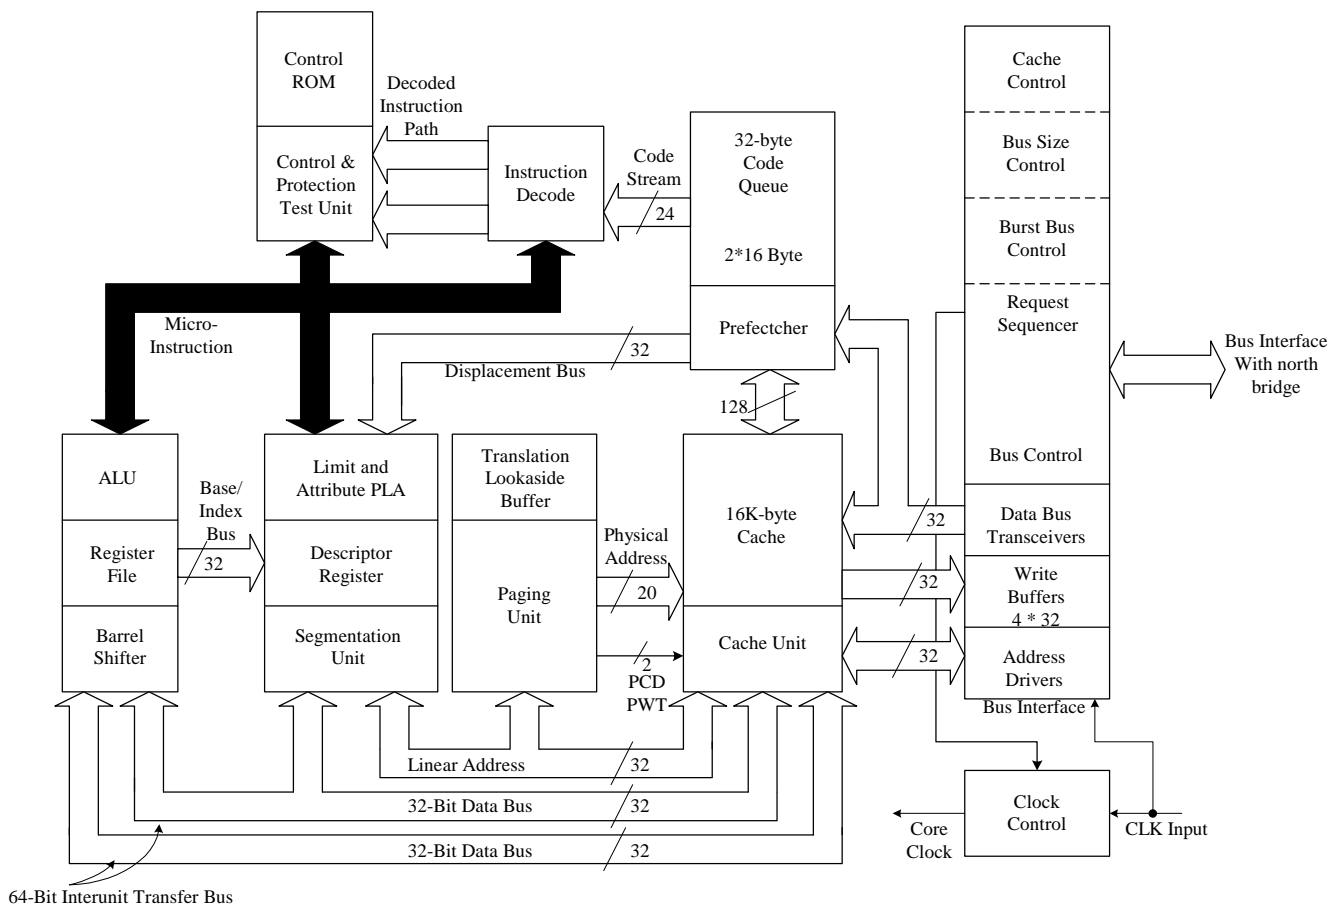 Control
ROM
Decoded
Instruction
Path
Control &
Protection
Test Unit
Instruction
Decode
Code
Stream
24
32-byte
Code
Queue
2*16 Byte
Prefectcher
Cache
Control
Bus Size
Control
Burst Bus
Control
Request
Sequencer
Bus Control
Bus Interface
With north
bridge
Micro-
Instruction
32
Displacement Bus
128
ALU
Register
File
Barrel
Shifter
Base/
Index
Bus
32
Limit and
Attribute PLA
Descriptor
Register
Segmentation
Unit
Translation
Lookaside
Buffer
Paging
Unit
Physical
Address
20
2
PCD
PWT
16K-byte
Cache
Cache Unit
32
32
32
Data Bus
Transceivers
Write
Buffers
4 * 32
Address
Drivers
Bus Interface
Linear Address
32
32-Bit Data Bus
32
32-Bit Data Bus
32
64-Bit Interunit Transfer Bus
Clock
Control
Core
Clock
CLK Input